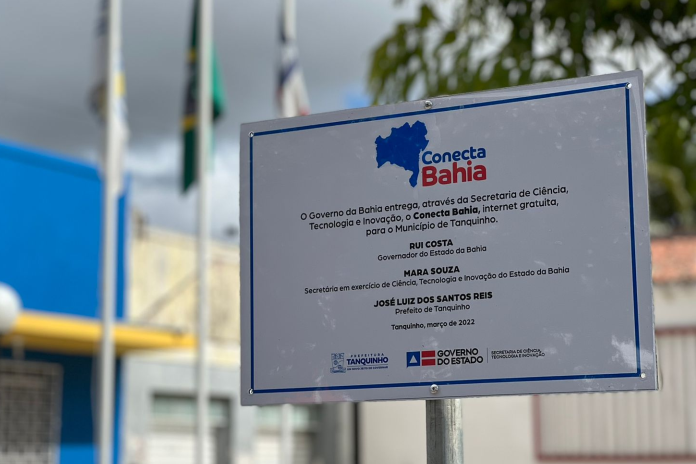 Conecta
Bahia
O Governo da Bahia entrega, através da Secretaria de Ciência,
Tecnologia e Inovação, o Conecta Bahia, internet gratuita,
para o Município de Tanquinho.
RUI COSTA
Governador do Estado da Bahia
MARA SOUZA
Secretária em exercício de Ciência, Tecnologia e Inovação do Estado da Bahia
JOSÉ LUIZ DOS SANTOS REIS
Prefeito de Tanquinho
Tanquinho, março de 2022
PREFEITURA
TANQUINHO
GOVERNO
DO ESTADO
SECRETARIA DE CIÊNCIA,
TECNOLOGIA E INOVAÇÃO